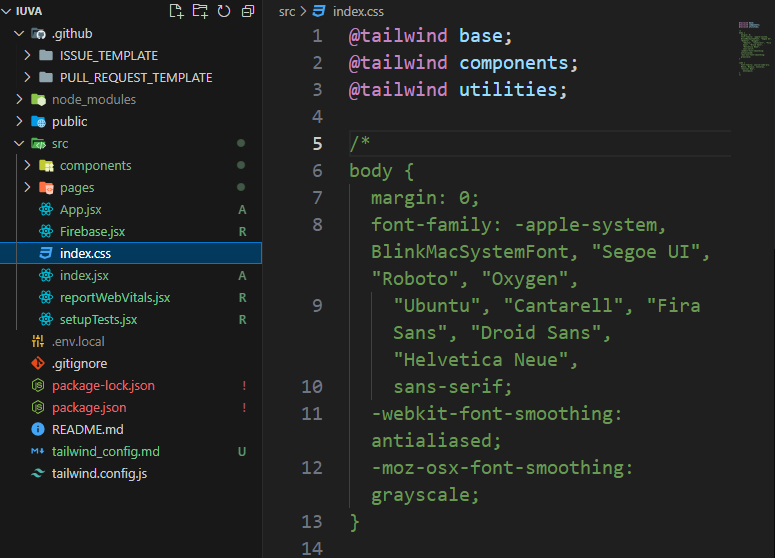 IUVA
.github
ISSUE_TEMPLATE
PULL_REQUEST_TEMPLATE
node_modules
public
src
components
pages
App.jsx A
Firebase.jsx R
index.css
index.jsx A
reportWebVitals.jsx R
setupTests.jsx R
.env.local
.gitignore
package-lock.json !
package.json !
README.md
tailwind_config.md U
tailwind.config.js
src > index.css
1 @tailwind base;
2 @tailwind components;
3 @tailwind utilities;
4
5 /*
6 body {
7 margin: 0;
8 font-family: -apple-system,
BlinkMacSystemFont, "Segoe UI",
"Roboto", "Oxygen",
9 "Ubuntu", "Cantarell", "Fira
Sans", "Droid Sans",
"Helvetica Neue",
10 sans-serif;
11 -webkit-font-smoothing:
antialiased;
12 -moz-osx-font-smoothing:
grayscale;
13 }
14